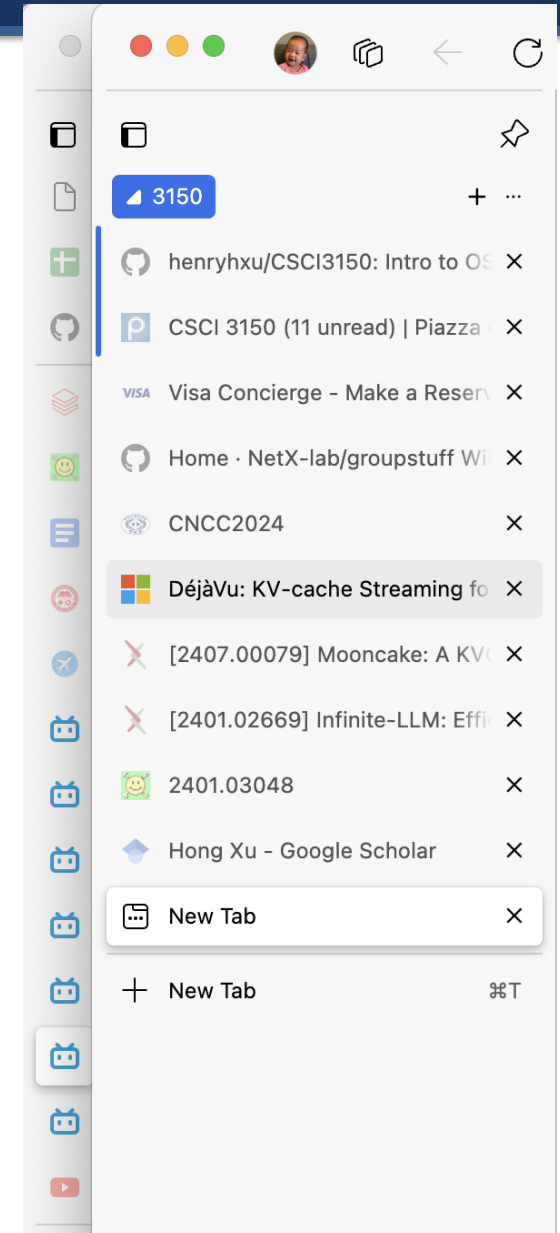 3150
henryhxu/CSCI3150: Intro to OS
CSCI 3150 (11 unread) | Piazza
VISA Visa Concierge - Make a Reserv
Home · NetX-lab/groupstuff Wi
CNCC2024
DéjàVu: KV-cache Streaming fo
[2407.00079] Mooncake: A KV
[2401.02669] Infinite-LLM: Effi
2401.03048
Hong Xu - Google Scholar
New Tab
New Tab ⌘T